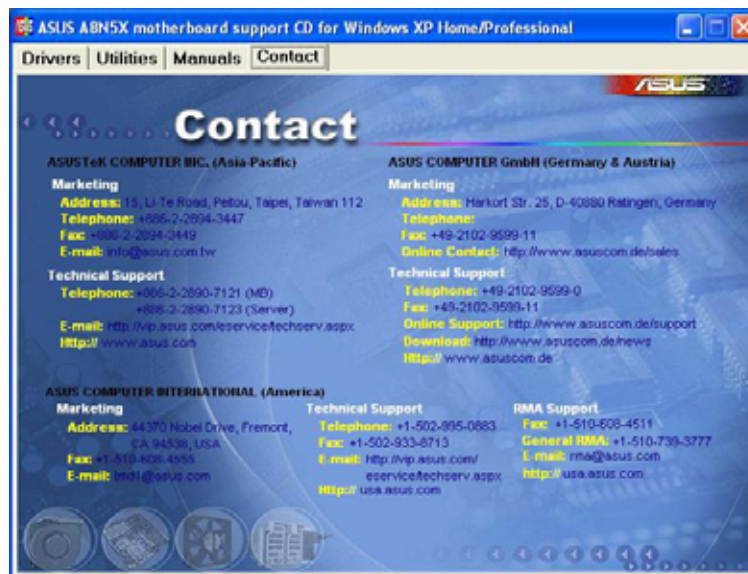 ASUS A8N5X motherboard support CD for Windows XP Home/Professional
Drivers Utilities Manuals Contact
ASUS
Contact
ASUSTeK COMPUTER INC. (Asia-Pacific)
Marketing
Address: 15, Li-Te Road, Peitou, Taipei, Taiwan 112
Telephone: +886-2-2894-3447
Fax: +886-2-2894-3449
E-mail: info@asus.com.tw
Technical Support
Telephone: +886-2-2890-7121 (MB)
+886-2-2890-7123 (Server)
E-mail: http://vip.asus.com/eservice/techserv.aspx
Http:// www.asus.com
ASUS COMPUTER GmbH (Germany & Austria)
Marketing
Address: Harkort Str. 25, D-40880 Ratingen, Germany
Telephone:
Fax: +49-2102-9599-11
Online Contact: http://www.asuscom.de/sales
Technical Support
Telephone: +49-2102-9599-0
Fax: +49-2102-9599-11
Online Support: http://www.asuscom.de/support
Download: http://www.asuscom.de/news
Http:// www.asuscom.de
ASUS COMPUTER INTERNATIONAL (America)
Marketing
Address: 44370 Nobel Drive, Fremont,
CA 94538, USA
Fax: +1-510-608-4555
E-mail: tmd1@asus.com
Technical Support
Telephone: +1-502-995-0883
Fax: +1-502-933-8713
E-mail: http://vip.asus.com/
eservice/techserv.aspx
Http:// usa.asus.com
RMA Support
Fax: +1-510-608-4511
General RMA: +1-510-739-3777
E-mail: rma@asus.com
http:// usa.asus.com